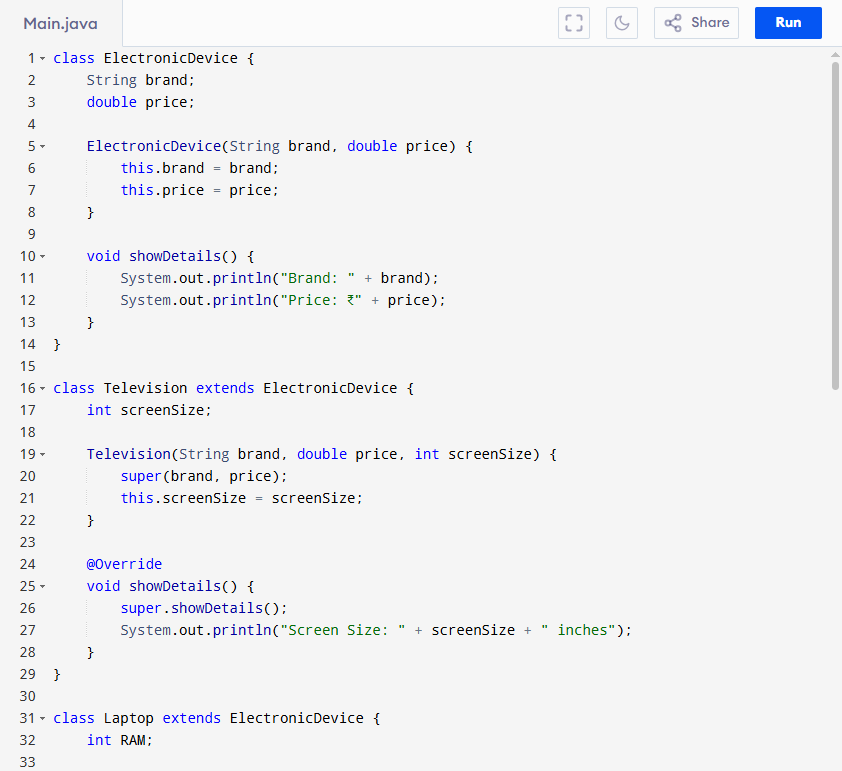 Main.java
Share
Run
1 class ElectronicDevice {
2     String brand;
3     double price;
4
5     ElectronicDevice(String brand, double price) {
6         this.brand = brand;
7         this.price = price;
8     }
9
10     void showDetails() {
11         System.out.println("Brand: " + brand);
12         System.out.println("Price: ₹" + price);
13     }
14 }
15
16 class Television extends ElectronicDevice {
17     int screenSize;
18
19     Television(String brand, double price, int screenSize) {
20         super(brand, price);
21         this.screenSize = screenSize;
22     }
23
24     @Override
25     void showDetails() {
26         super.showDetails();
27         System.out.println("Screen Size: " + screenSize + " inches");
28     }
29 }
30
31 class Laptop extends ElectronicDevice {
32     int RAM;
33